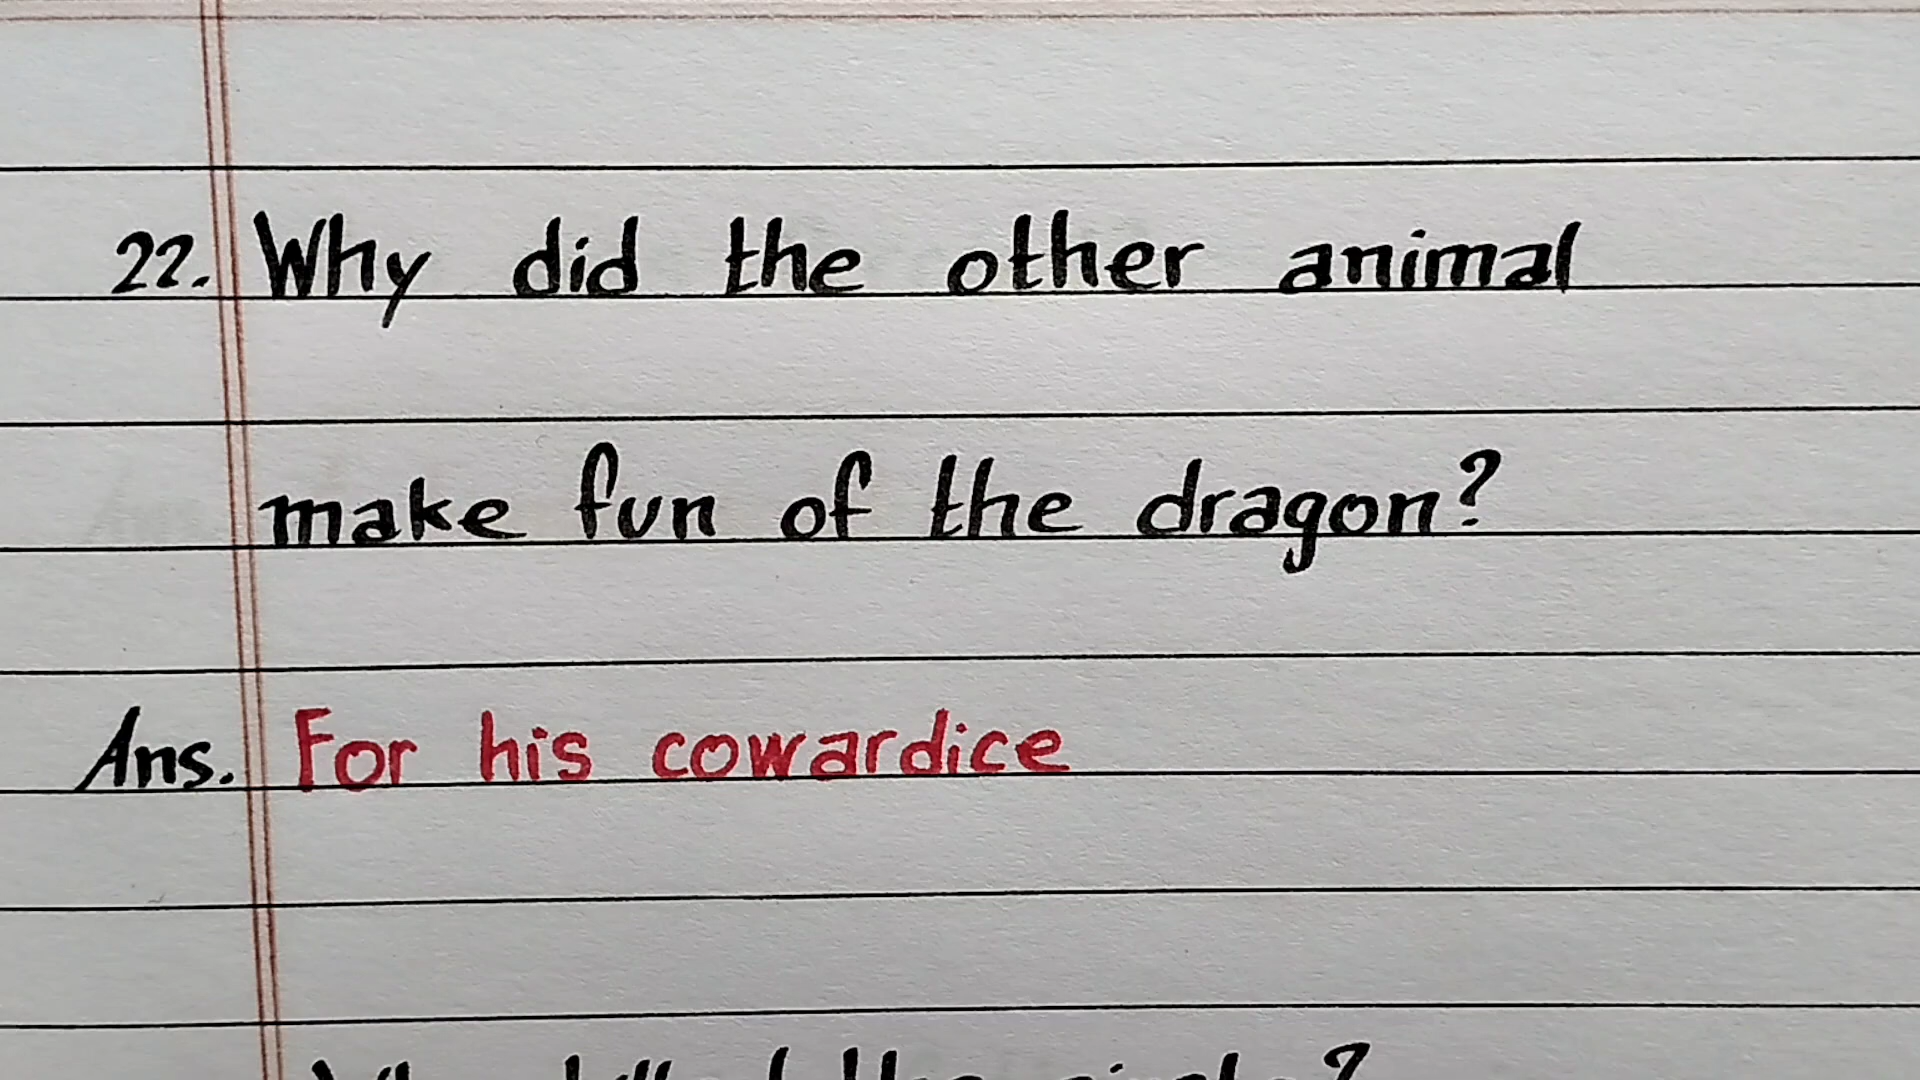 22. Why did the other animal
make fun of the dragon?
Ans. For his cowardice